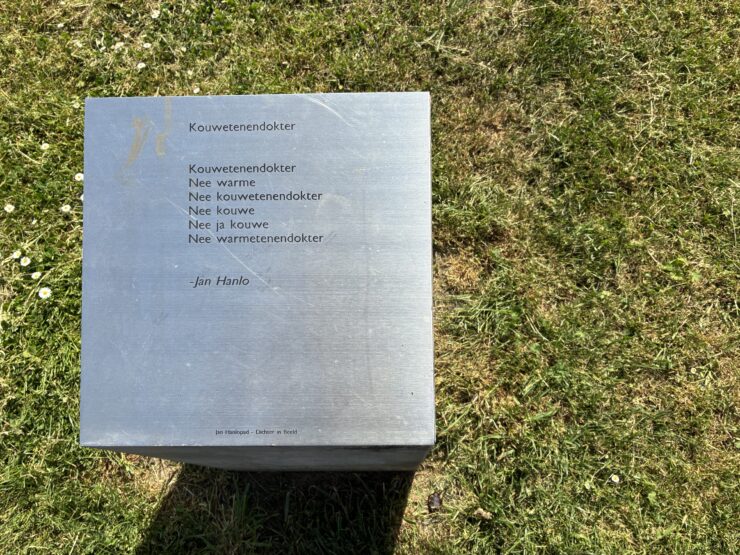 Kouwetenendokter
Kouwetenendokter
Nee warme
Nee kouwetenendokter
Nee kouwe
Nee ja kouwe
Nee warmetenendokter
-Jan Hanlo
Jan Hanlopad - Dichter in Beeld